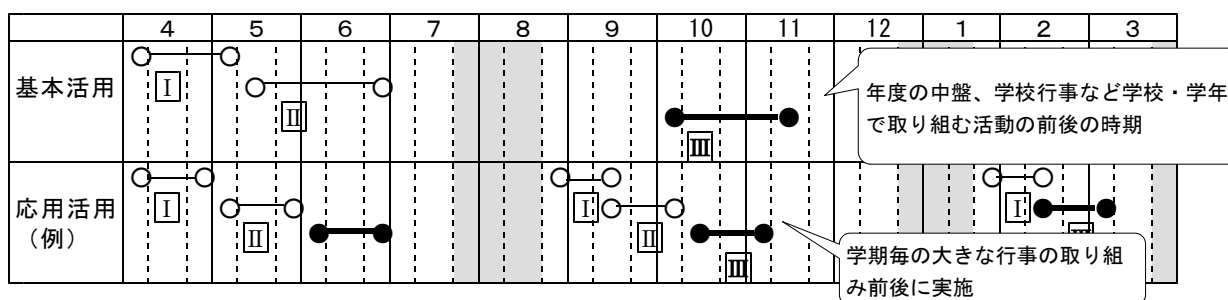 4 5 6 7 8 9 10 11 12 1 2 3
基本活用
Ⅰ
Ⅱ
Ⅲ
年度の中盤、学校行事など学校・学年
で取り組む活動の前後の時期
応用活用
（例）
Ⅰ
Ⅱ
Ⅰ
Ⅱ
Ⅲ
Ⅰ
学期毎の大きな行事の取り組
み前後に実施